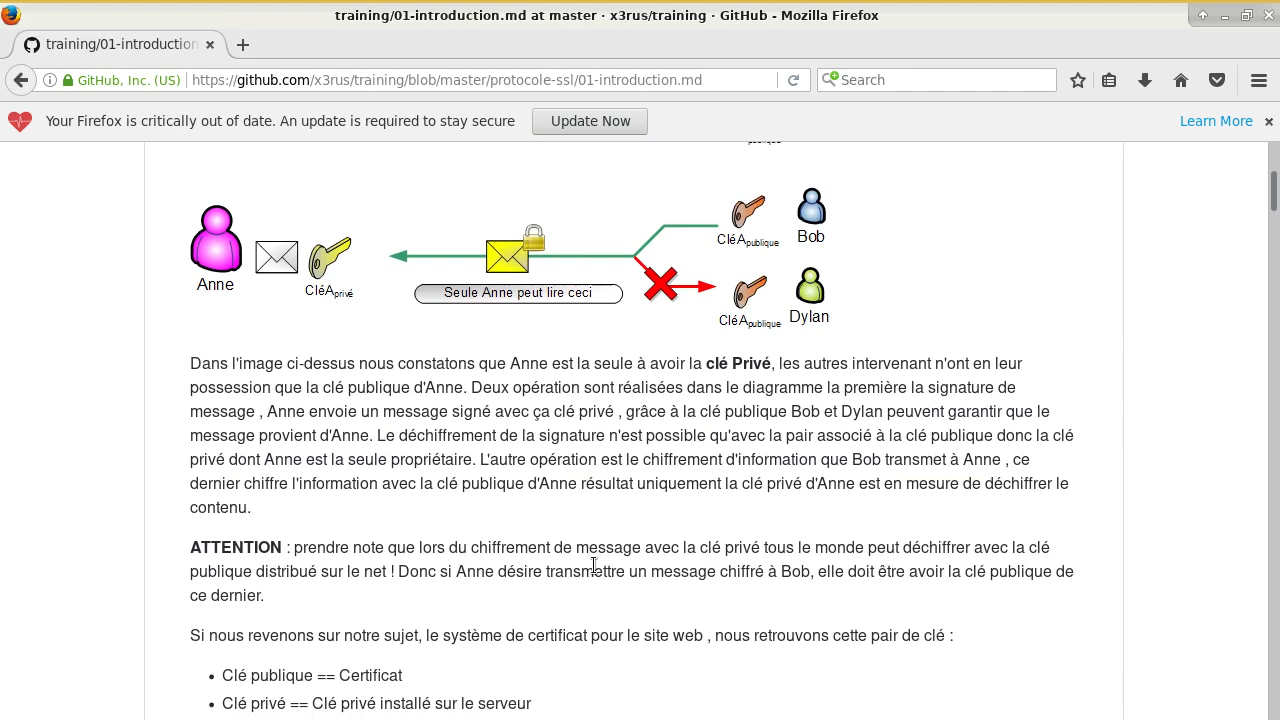 training/01-introduction.md at master · x3rus/training · GitHub - Mozilla Firefox
training/01-introduction
GitHub, Inc. (US)
https://github.com/x3rus/training/blob/master/protocole-ssl/01-introduction.md
Search
Your Firefox is critically out of date. An update is required to stay secure
Update Now
Learn More
publique
Anne
CléAprivé
Seule Anne peut lire ceci
CléApublique
Bob
CléApublique
Dylan
Dans l'image ci-dessus nous constatons que Anne est la seule à avoir la clé Privé, les autres intervenant n'ont en leur
possession que la clé publique d'Anne. Deux opération sont réalisées dans le diagramme la première la signature de
message , Anne envoie un message signé avec ça clé privé , grâce à la clé publique Bob et Dylan peuvent garantir que le
message provient d'Anne. Le déchiffrement de la signature n'est possible qu'avec la pair associé à la clé publique donc la clé
privé dont Anne est la seule propriétaire. L'autre opération est le chiffrement d'information que Bob transmet à Anne , ce
dernier chiffre l'information avec la clé publique d'Anne résultat uniquement la clé privé d'Anne est en mesure de déchiffrer le
contenu.
ATTENTION : prendre note que lors du chiffrement de message avec la clé privé tous le monde peut déchiffrer avec la clé
publique distribué sur le net ! Donc si Anne désire transmettre un message chiffré à Bob, elle doit être avoir la clé publique de
ce dernier.
Si nous revenons sur notre sujet, le système de certificat pour le site web , nous retrouvons cette pair de clé :
• Clé publique == Certificat
• Clé privé == Clé privé installé sur le serveur